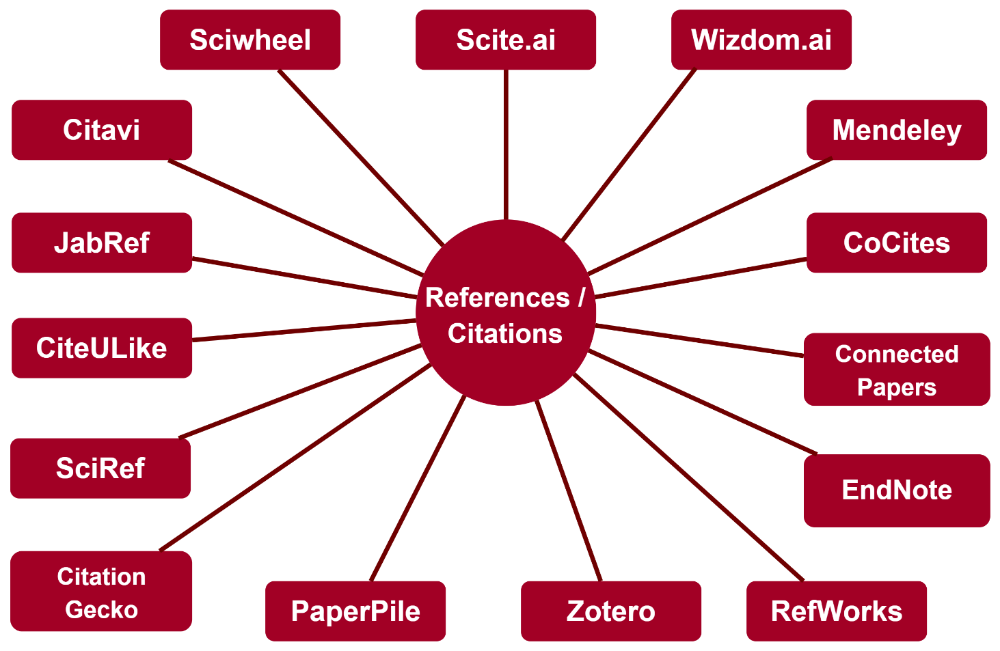 Sciwheel
Scite.ai
Wizdom.ai
Citavi
Mendeley
JabRef
CoCites
References /
Citations
CiteULike
Connected
Papers
SciRef
EndNote
Citation
Gecko
PaperPile
Zotero
RefWorks